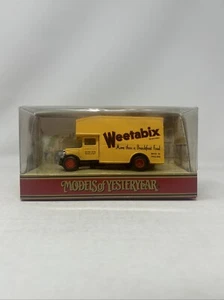 Weetabix
More than a Breakfast Food
MODELS of YESTERYEAR